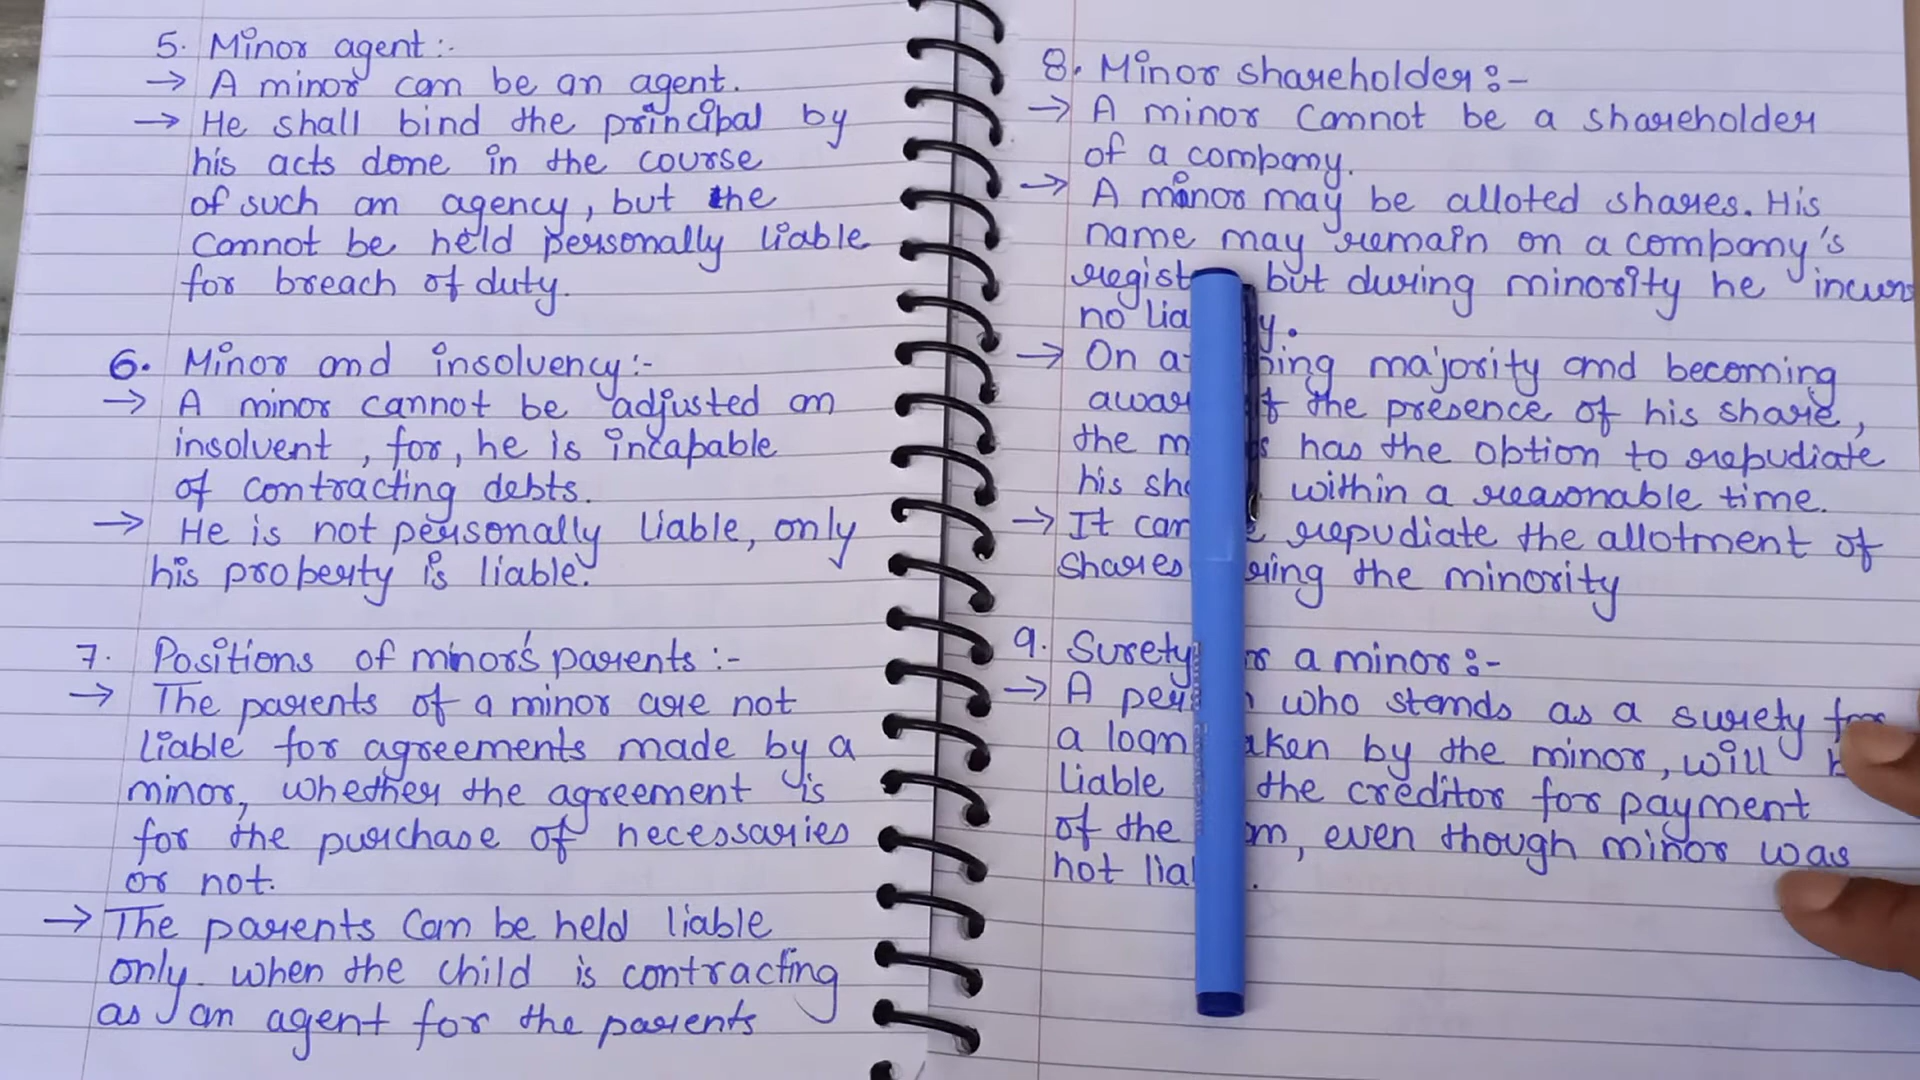 5. Minor agent:-
→ A minor can be an agent.
→ He shall bind the principal by
his acts done in the course
of such an agency, but the
cannot be held personally liable
for breach of duty.
6. Minor and insolvency:-
→ A minor cannot be adjusted an
insolvent, for, he is incapable
of contracting debts.
→ He is not personally liable, only
his property is liable.
7. Positions of minor's parents:-
→ The parents of a minor are not
liable for agreements made by a
minor, whether the agreement is
for the purchase of necessaries
or not.
→ The parents can be held liable
only when the child is contracting
as an agent for the parents
8. Minor shareholder:-
→ A minor cannot be a shareholder
of a company.
→ A minor may be alloted shares. His
name may remain on a company's
regist but during minority he incurs
no lia y.
→ On at ning majority and becoming
awar f the presence of his share,
the m s has the option to repudiate
his sh within a reasonable time.
→ It can repudiate the allotment of
shares ring the minority
9. Surety r a minor:-
→ A per n who stands as a surety for
a loan aken by the minor, will
liable the creditor for payment
of the an, even though minor was
not lia .